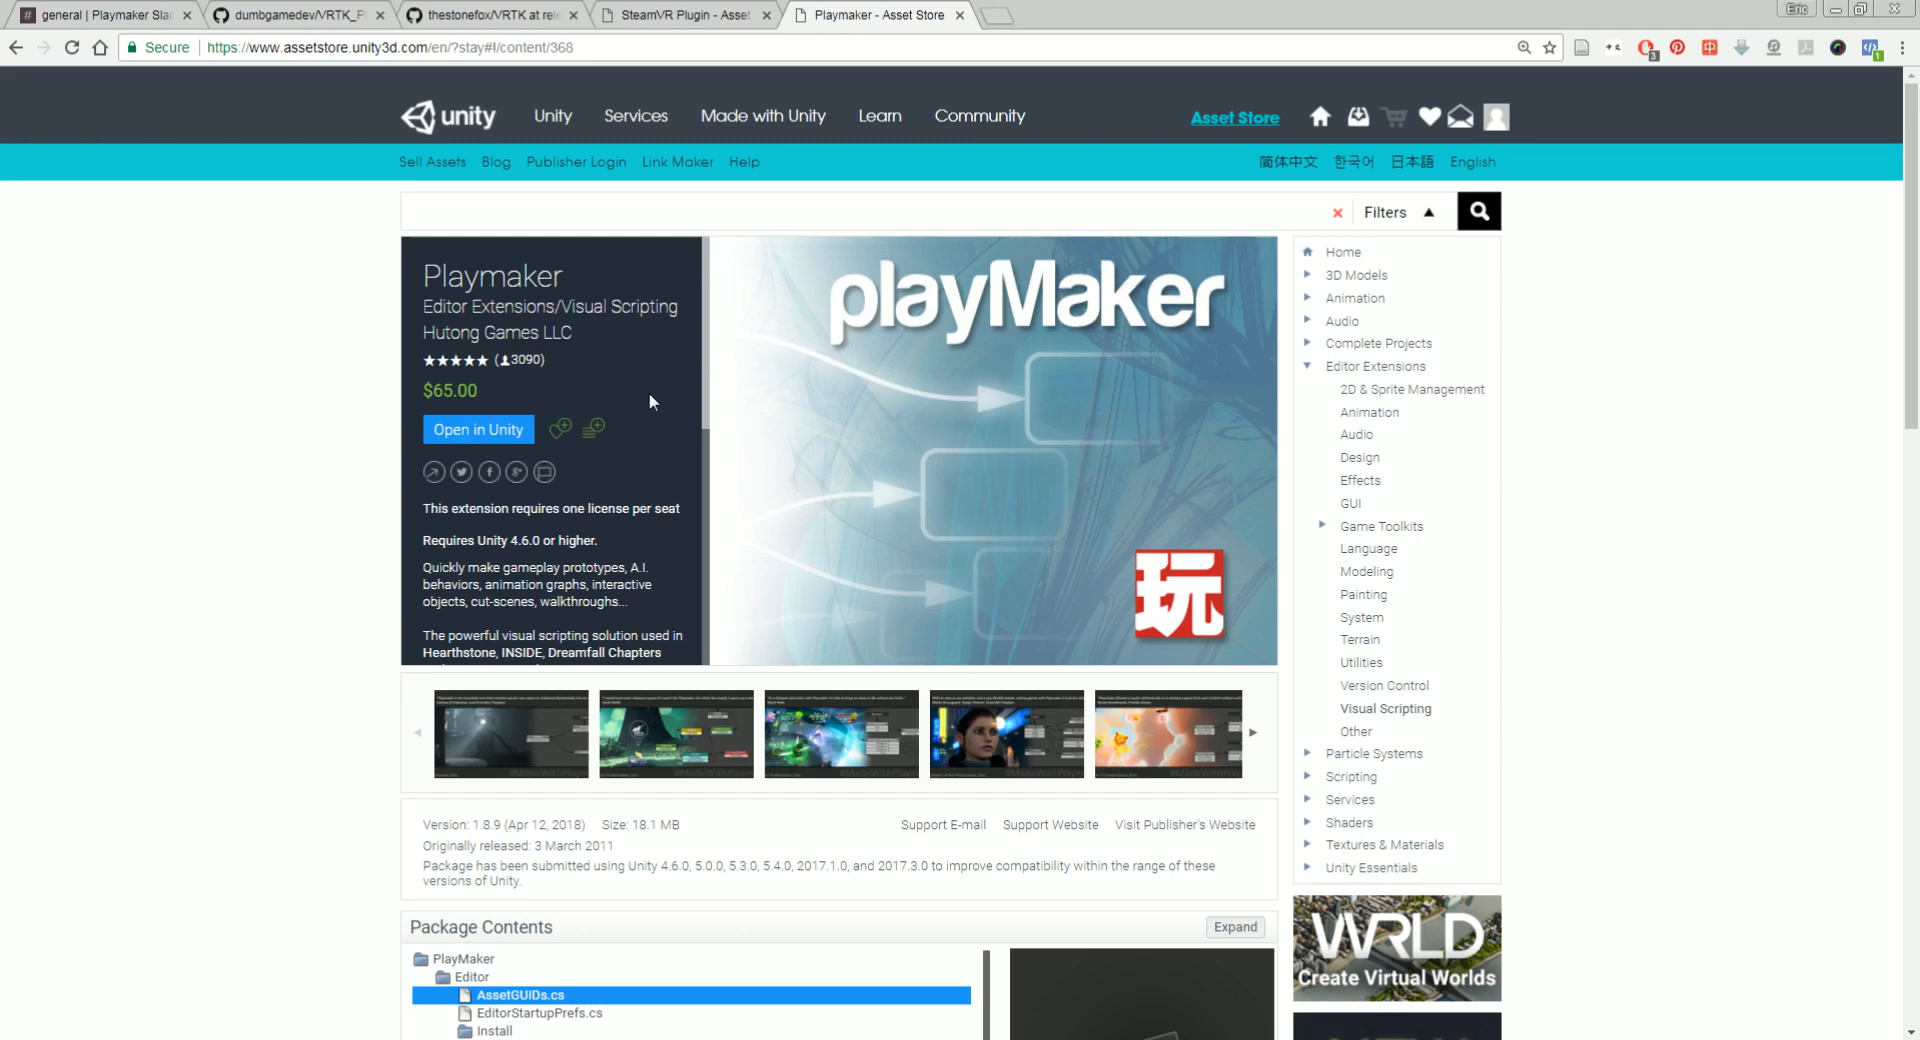 general | Playmaker Slac
dumbgamedev/VRTK_P
thestonefox/VRTK at rele
SteamVR Plugin - Asset
Playmaker - Asset Store
Eric
Secure
https://www.assetstore.unity3d.com/en/?stay#!/content/368
unity
Unity
Services
Made with Unity
Learn
Community
Asset Store
Sell Assets
Blog
Publisher Login
Link Maker
Help
简体中文
한국어
日本語
English
Filters
Playmaker
Editor Extensions/Visual Scripting
Hutong Games LLC
(3090)
$65.00
Open in Unity
This extension requires one license per seat
Requires Unity 4.6.0 or higher.
Quickly make gameplay prototypes, A.I.
behaviors, animation graphs, interactive
objects, cut-scenes, walkthroughs...
The powerful visual scripting solution used in
Hearthstone, INSIDE, Dreamfall Chapters
playMaker
玩
Home
3D Models
Animation
Audio
Complete Projects
Editor Extensions
2D & Sprite Management
Animation
Audio
Design
Effects
GUI
Game Toolkits
Language
Modeling
Painting
System
Terrain
Utilities
Version Control
Visual Scripting
Other
Particle Systems
Scripting
Services
Shaders
Textures & Materials
Unity Essentials
Version: 1.8.9 (Apr 12, 2018)
Size: 18.1 MB
Support E-mail
Support Website
Visit Publisher's Website
Originally released: 3 March 2011
Package has been submitted using Unity 4.6.0, 5.0.0, 5.3.0, 5.4.0, 2017.1.0, and 2017.3.0 to improve compatibility within the range of these
versions of Unity.
Package Contents
Expand
PlayMaker
Editor
AssetGUIDs.cs
EditorStartupPrefs.cs
Install
WRLD
Create Virtual Worlds